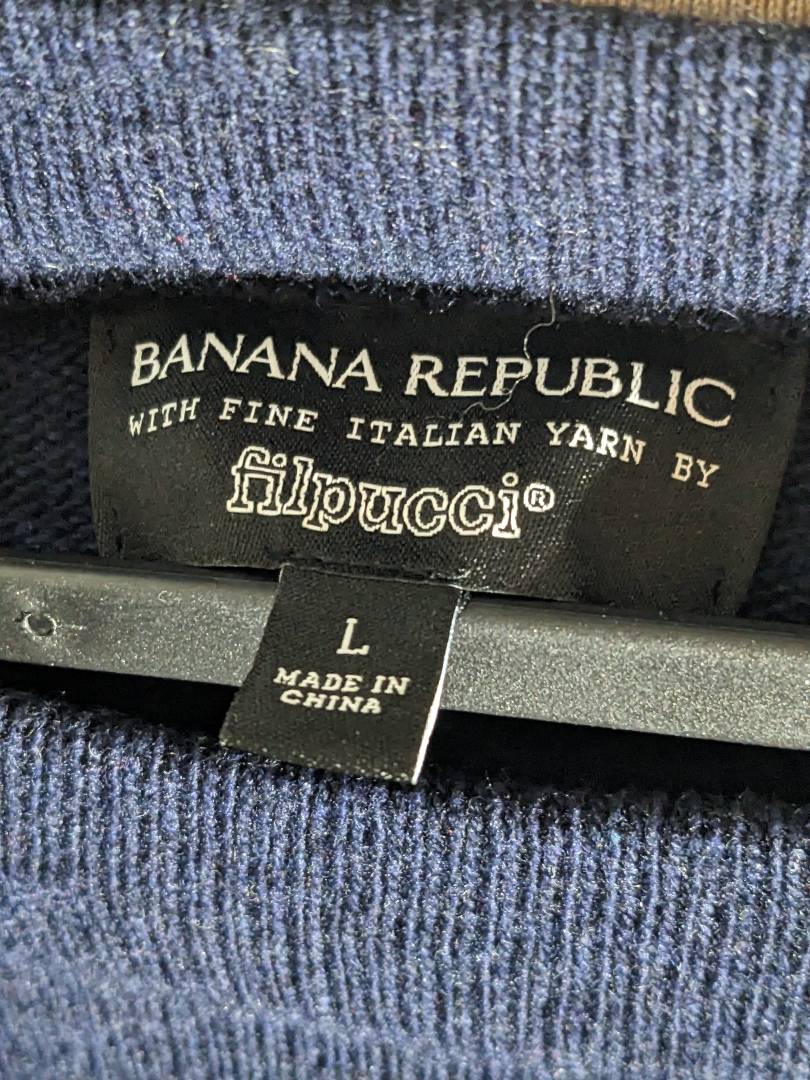 BANANA REPUBLIC
WITH FINE ITALIAN YARN BY
filpucci®
L
MADE IN
CHINA